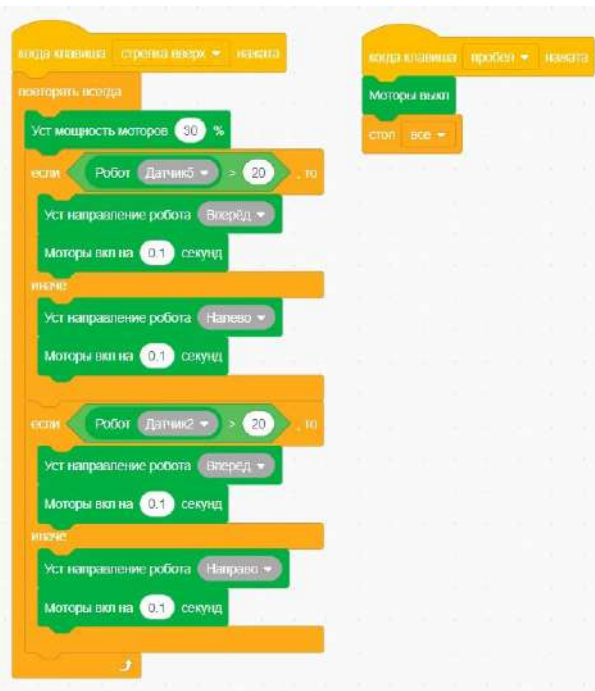 когда клавиша стрелка вверх нажата
повторять всегда
Уст мощность моторов 30 %
если Робот Датчик5 > 20 , то
Уст направление робота Вперёд
Моторы вкл на 0.1 секунд
иначе
Уст направление робота Налево
Моторы вкл на 0.1 секунд
если Робот Датчик2 > 20 , то
Уст направление робота Вперёд
Моторы вкл на 0.1 секунд
иначе
Уст направление робота Направо
Моторы вкл на 0.1 секунд
когда клавиша пробел нажата
Моторы выкл
стоп все